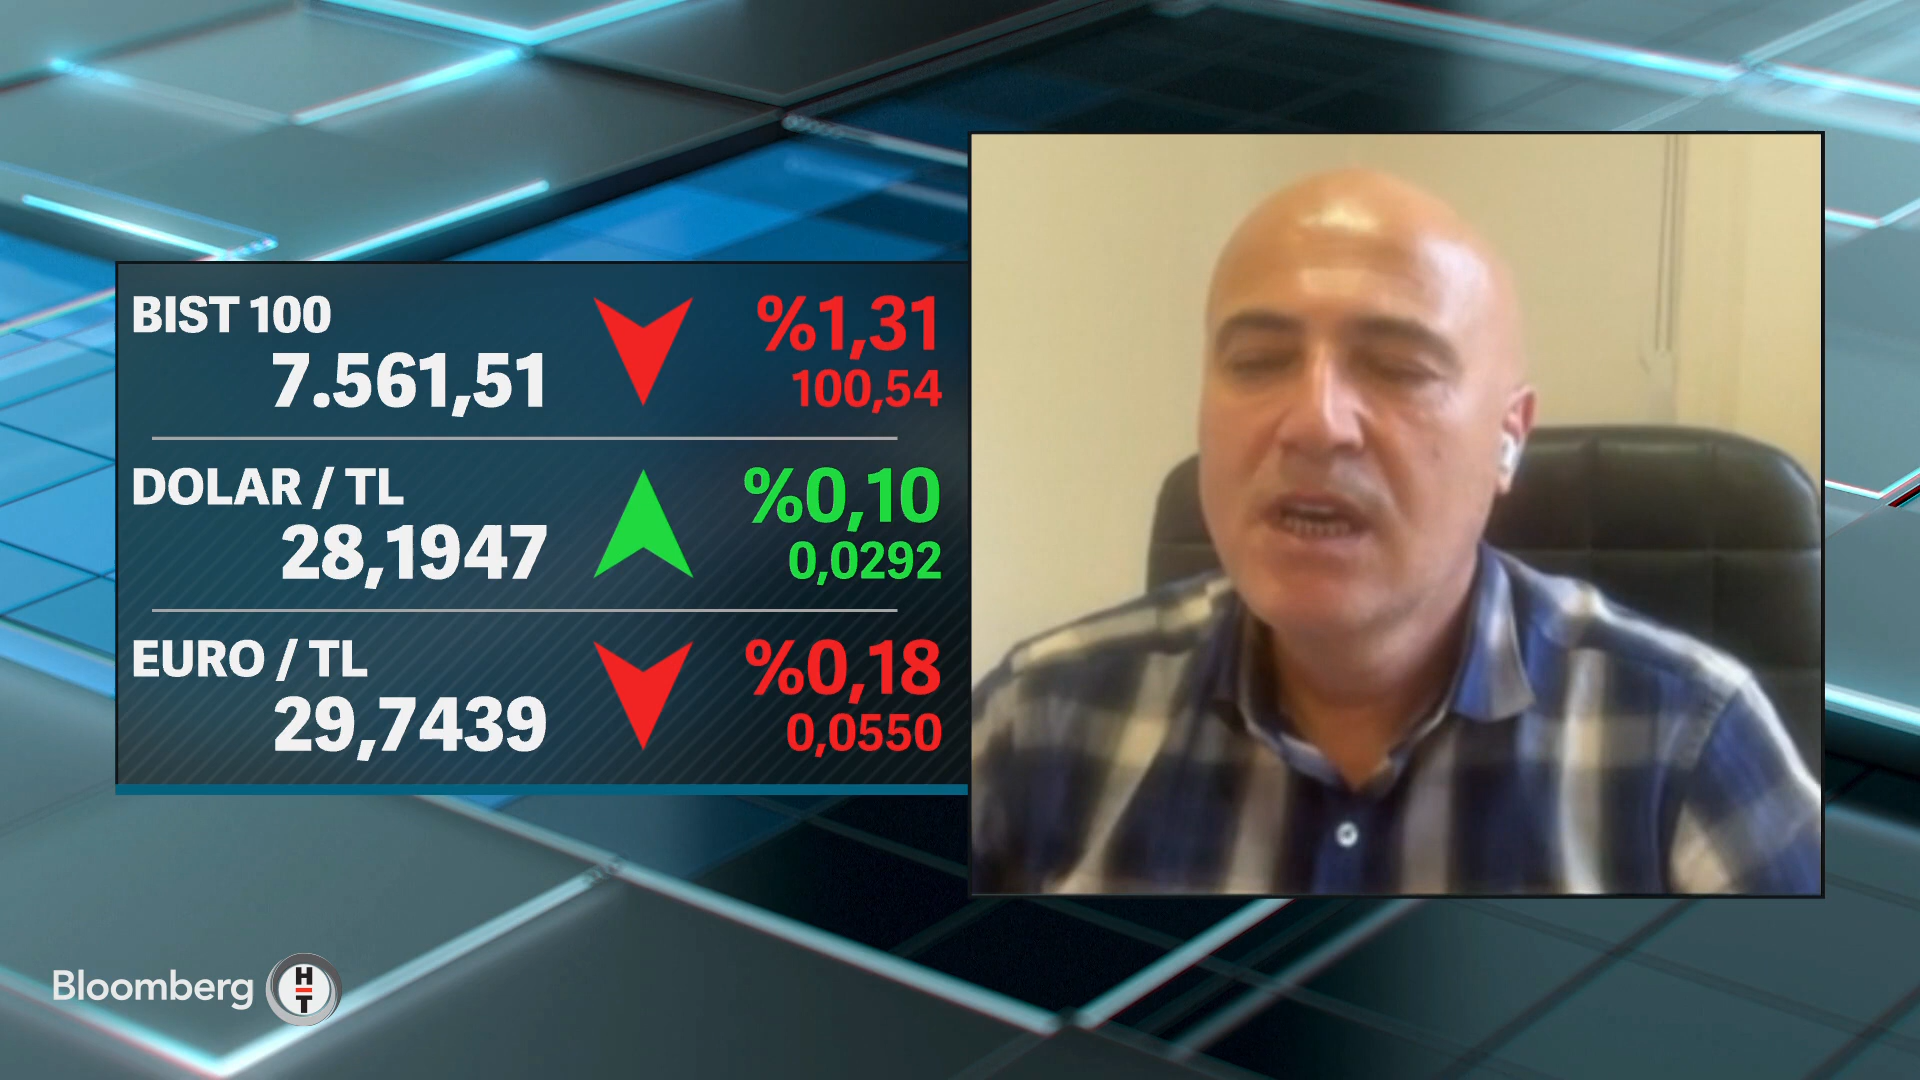 BIST 100
7.561,51
%1,31
100,54
DOLAR / TL
28,1947
%0,10
0,0292
EURO / TL
29,7439
%0,18
0,0550
Bloomberg HT